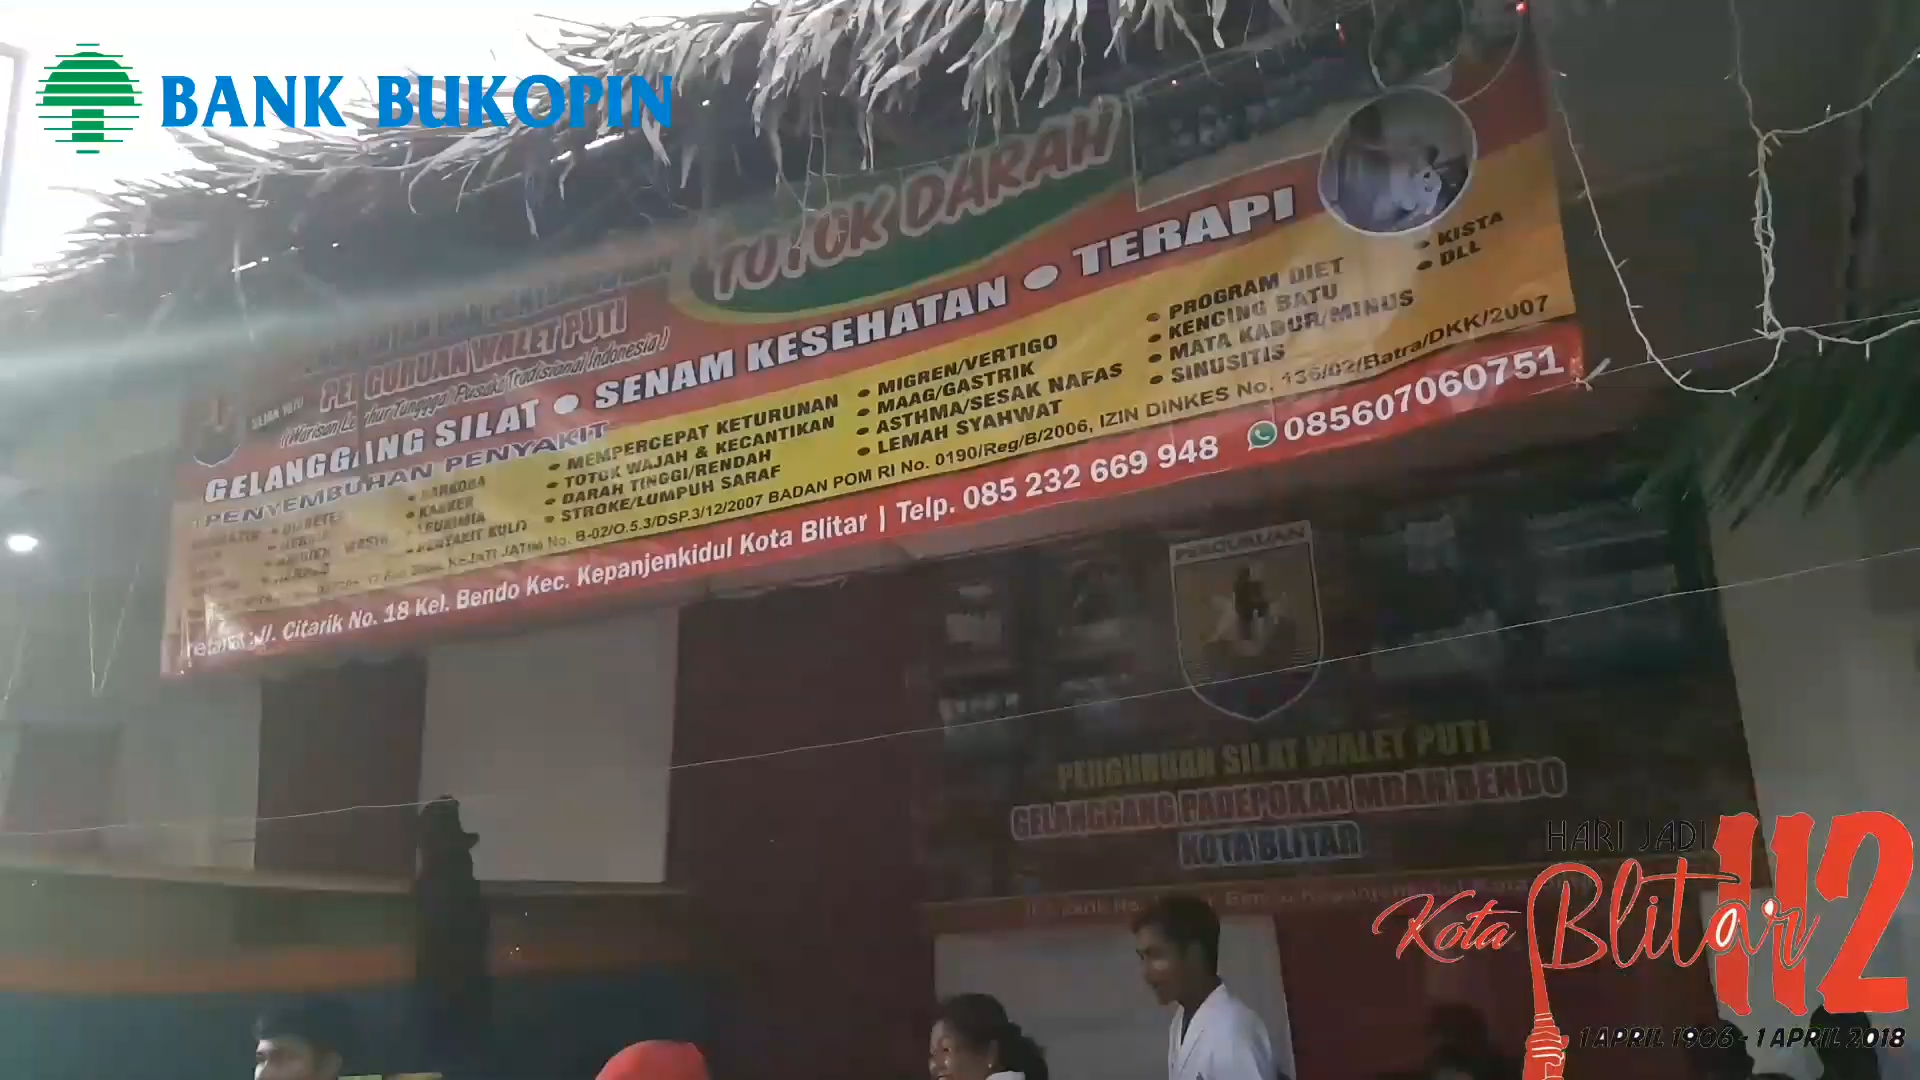 BANK BUKOPIN
TOTOK DARAH
PERGURUAN WALET PUTI
(Warisan Leluhur Tunggga" Pusaka Tradisional Indonesia)
SEJAK 1970
GELANGGANG SILAT • SENAM KESEHATAN • TERAPI
PENYEMBUHAN PENYAKIT
• DIABETES
• NARKOBA
• KANKER
• LEUKIMIA
• PENYAKIT KULIT
• MEMPERCEPAT KETURUNAN
• TOTOK WAJAH & KECANTIKAN
• DARAH TINGGI/RENDAH
• STROKE/LUMPUH SARAF
• MIGREN/VERTIGO
• MAAG/GASTRIK
• ASTHMA/SESAK NAFAS
• LEMAH SYAHWAT
• PROGRAM DIET
• KENCING BATU
• MATA KABUR/MINUS
• SINUSITIS
• KISTA
• DLL
KEJATI JATIM No. B-02/O.5.3/DSP.3/12/2007 BADAN POM RI No. 0190/Reg/B/2006, IZIN DINKES No. 136/02/Batra/DKK/2007
Jl. Citarik No. 18 Kel. Bendo Kec. Kepanjenkidul Kota Blitar | Telp. 085 232 669 948 085607060751
PERGURUAN
PERGURUAN SILAT WALET PUTI
GELANGGANG PADEPOKAN MBAH BENDO
KOTA BLITAR
HARI JADI
Kota Blitar 112
1 APRIL 1906 - 1 APRIL 2018